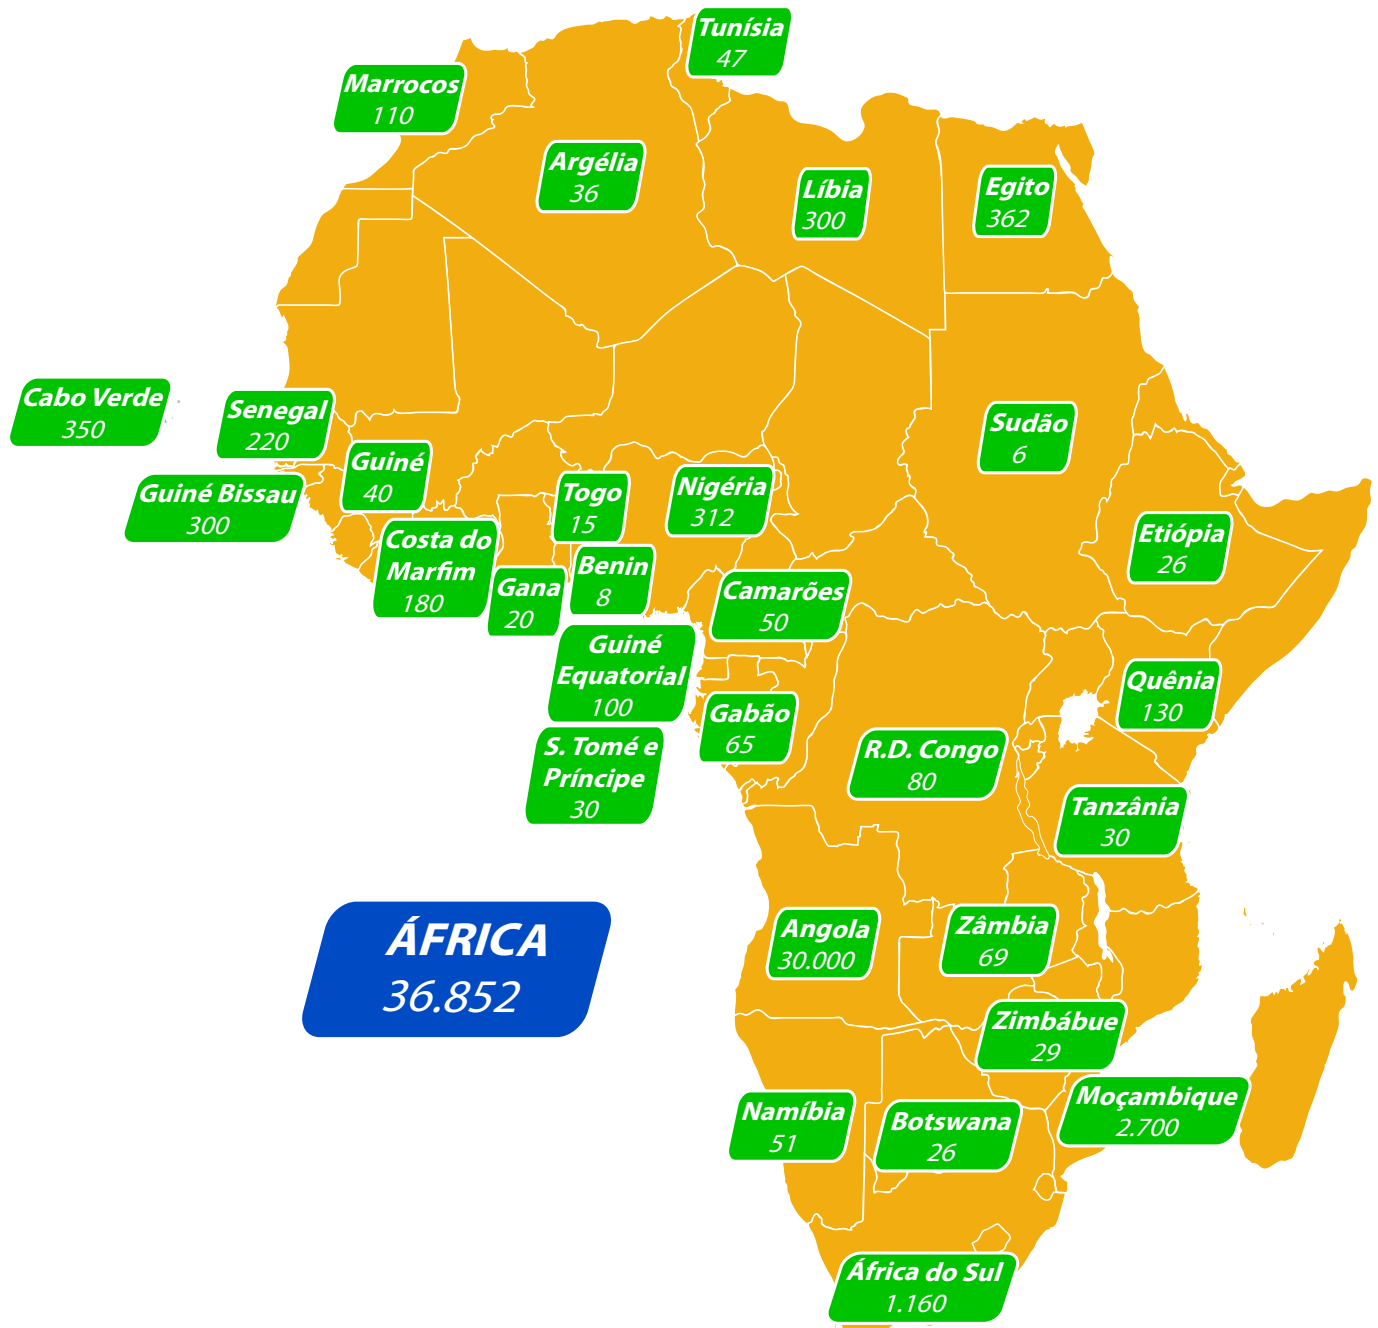 Tunísia
47
Marrocos
110
Argélia
36
Líbia
300
Egito
362
Cabo Verde
350
Senegal
220
Sudão
6
Guiné
40
Guiné Bissau
300
Togo
15
Nigéria
312
Costa do
Marfim
180
Etiópia
26
Gana
20
Benin
8
Camarões
50
Guiné
Equatorial
100
Quênia
130
Gabão
65
S. Tomé e
Príncipe
30
R.D. Congo
80
Tanzânia
30
ÁFRICA
36.852
Angola
30.000
Zâmbia
69
Zimbábue
29
Moçambique
2.700
Namíbia
51
Botswana
26
África do Sul
1.160